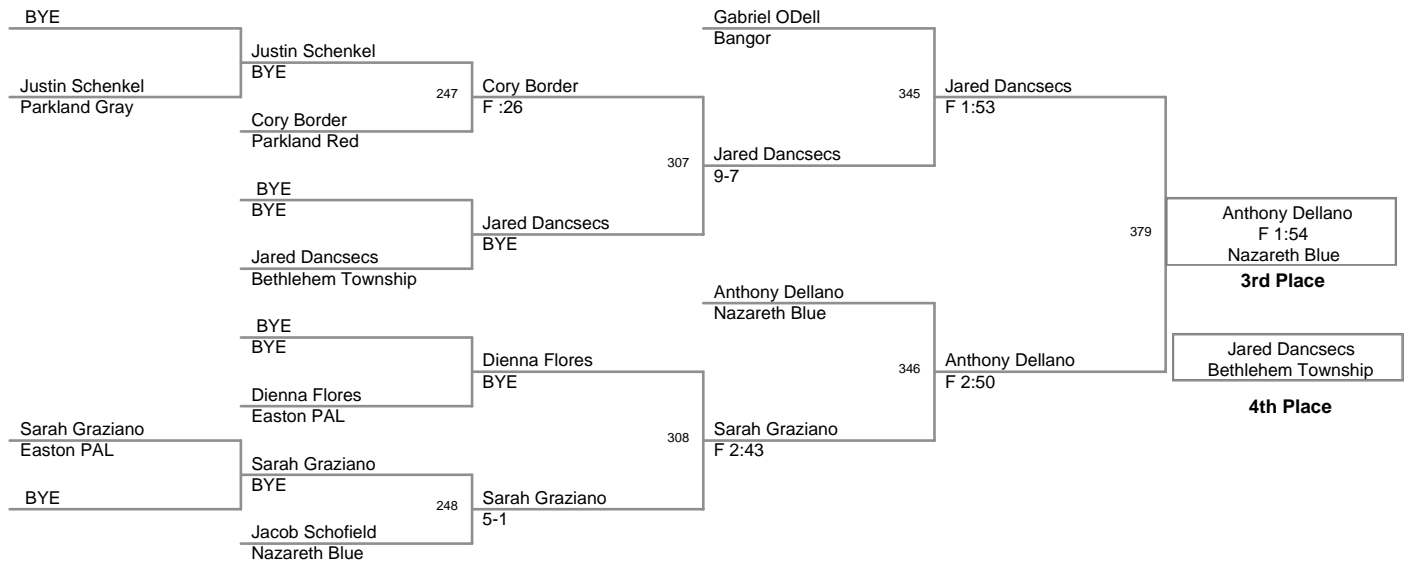 BYE
Gabriel ODell
Bangor
Justin Schenkel
BYE
Justin Schenkel
Parkland Gray
247
Cory Border
F :26
345
Jared Dancsecs
F 1:53
Cory Border
Parkland Red
307
Jared Dancsecs
9-7
BYE
BYE
Jared Dancsecs
BYE
379
Anthony Dellano
F 1:54
Nazareth Blue
3rd Place
Jared Dancsecs
Bethlehem Township
Anthony Dellano
Nazareth Blue
BYE
BYE
Dienna Flores
BYE
346
Anthony Dellano
F 2:50
Jared Dancsecs
Bethlehem Township
4th Place
Dienna Flores
Easton PAL
Sarah Graziano
Easton PAL
308
Sarah Graziano
F 2:43
Sarah Graziano
BYE
BYE
248
Sarah Graziano
5-1
Jacob Schofield
Nazareth Blue